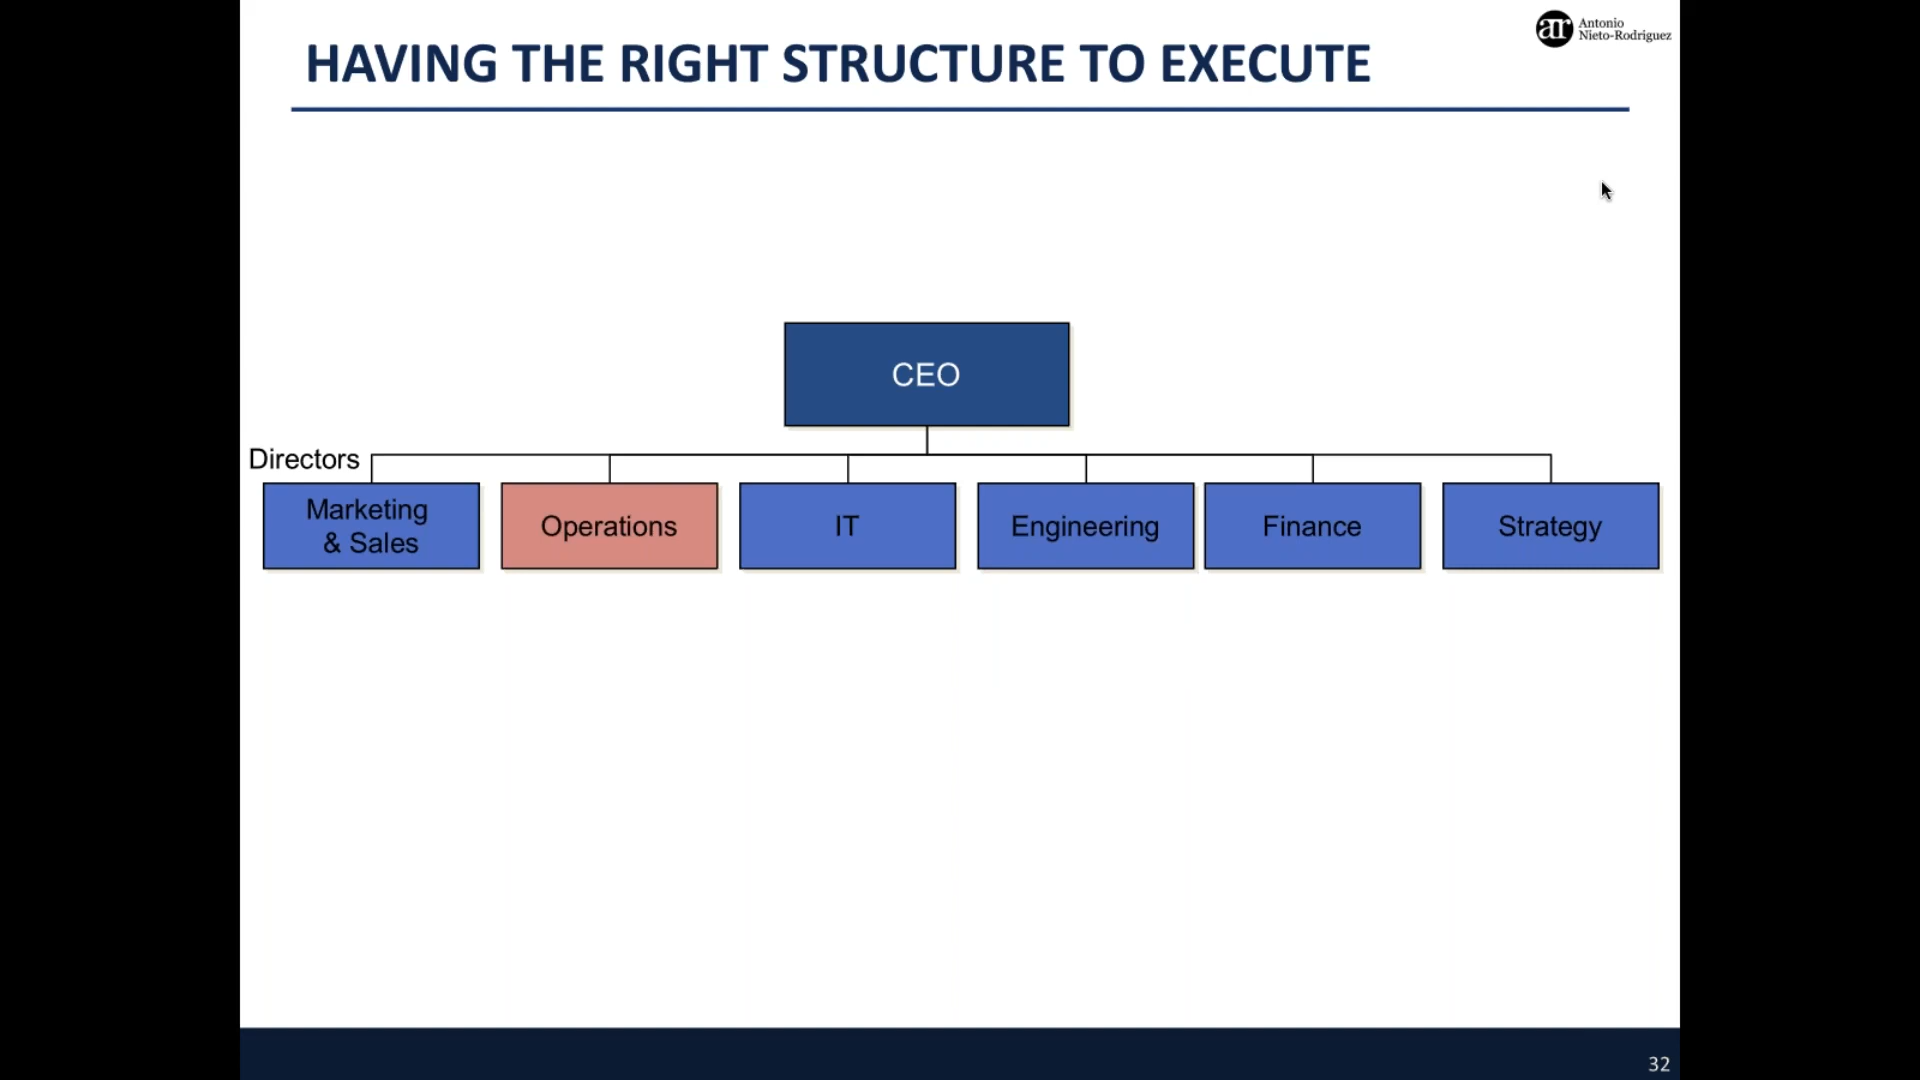 HAVING THE RIGHT STRUCTURE TO EXECUTE
ar
Antonio
Nieto-Rodriguez
CEO
Directors
Marketing
& Sales
Operations
IT
Engineering
Finance
Strategy
32